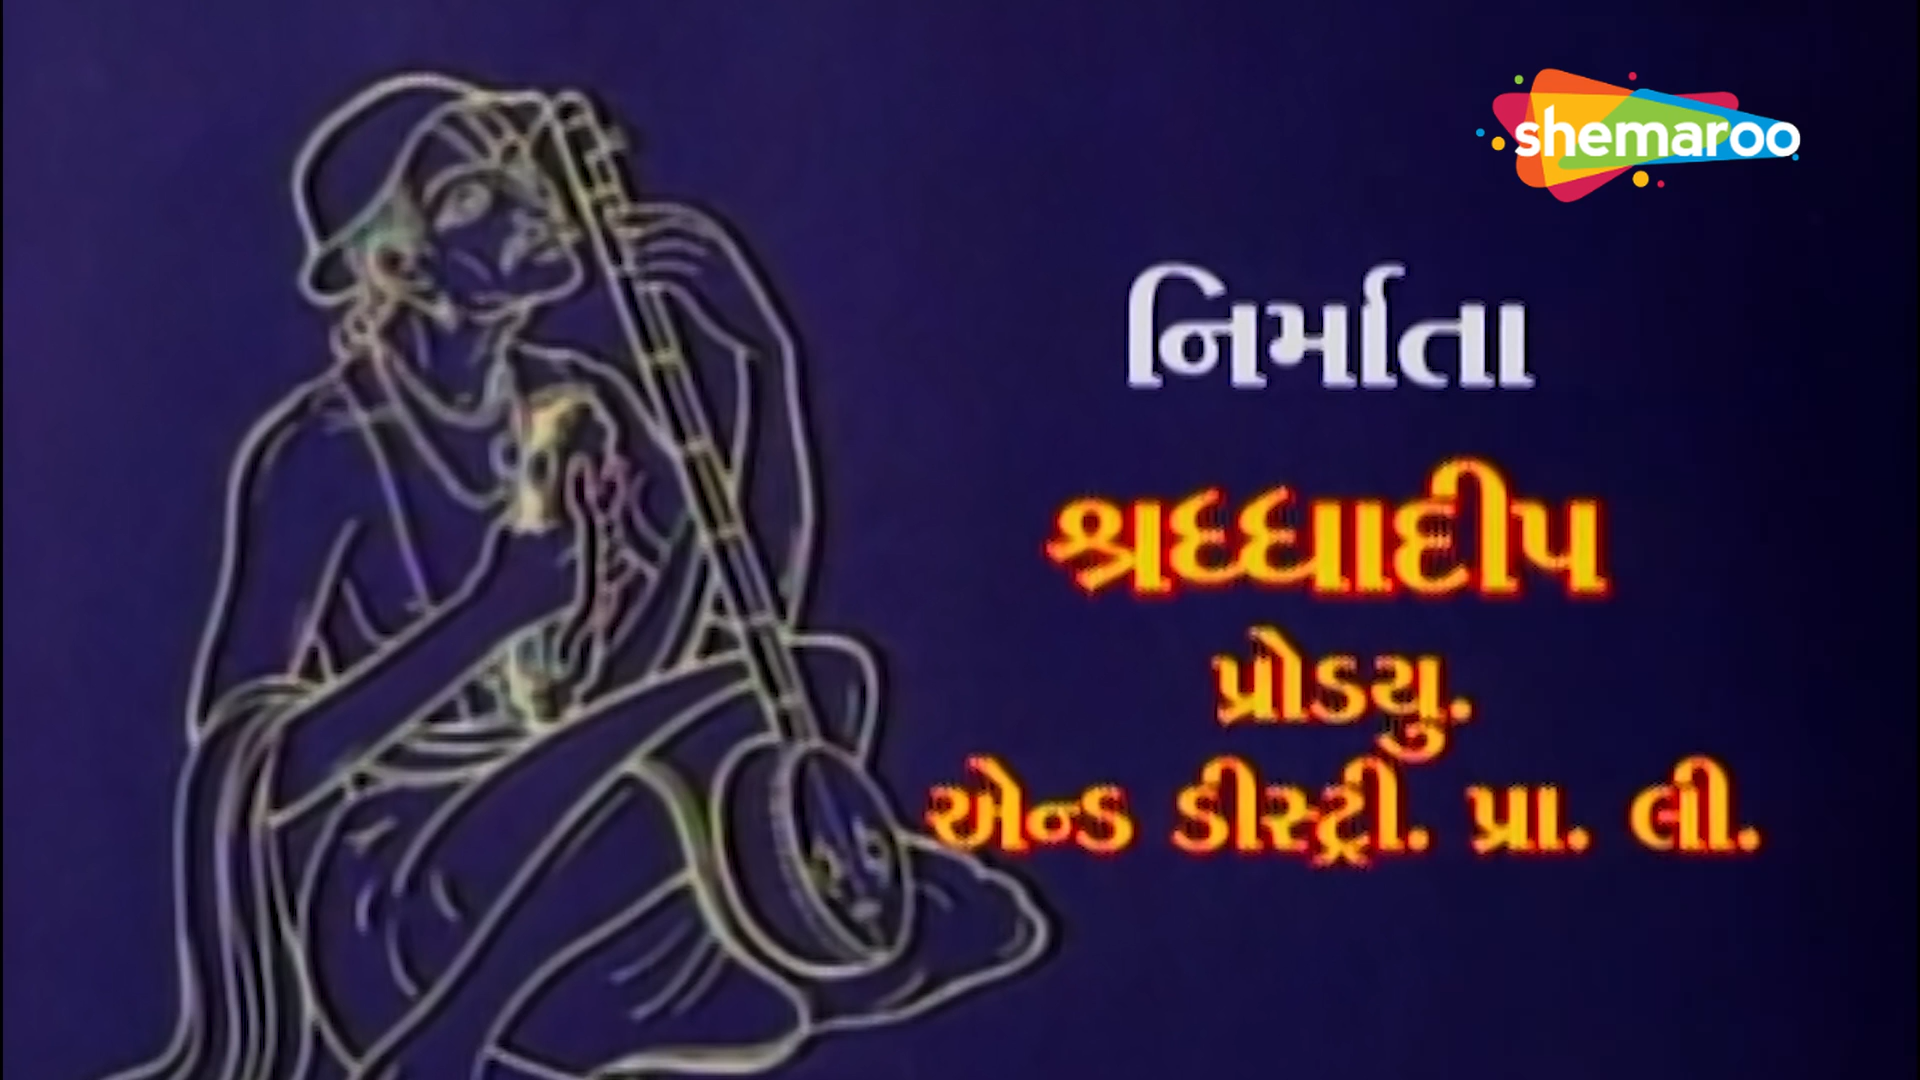 shemaroo
નિર્માતા
શ્રધ્ધાદીપ
પ્રોડયુ.
એન્ડ ડીસ્ટ્રી. પ્રા. લી.